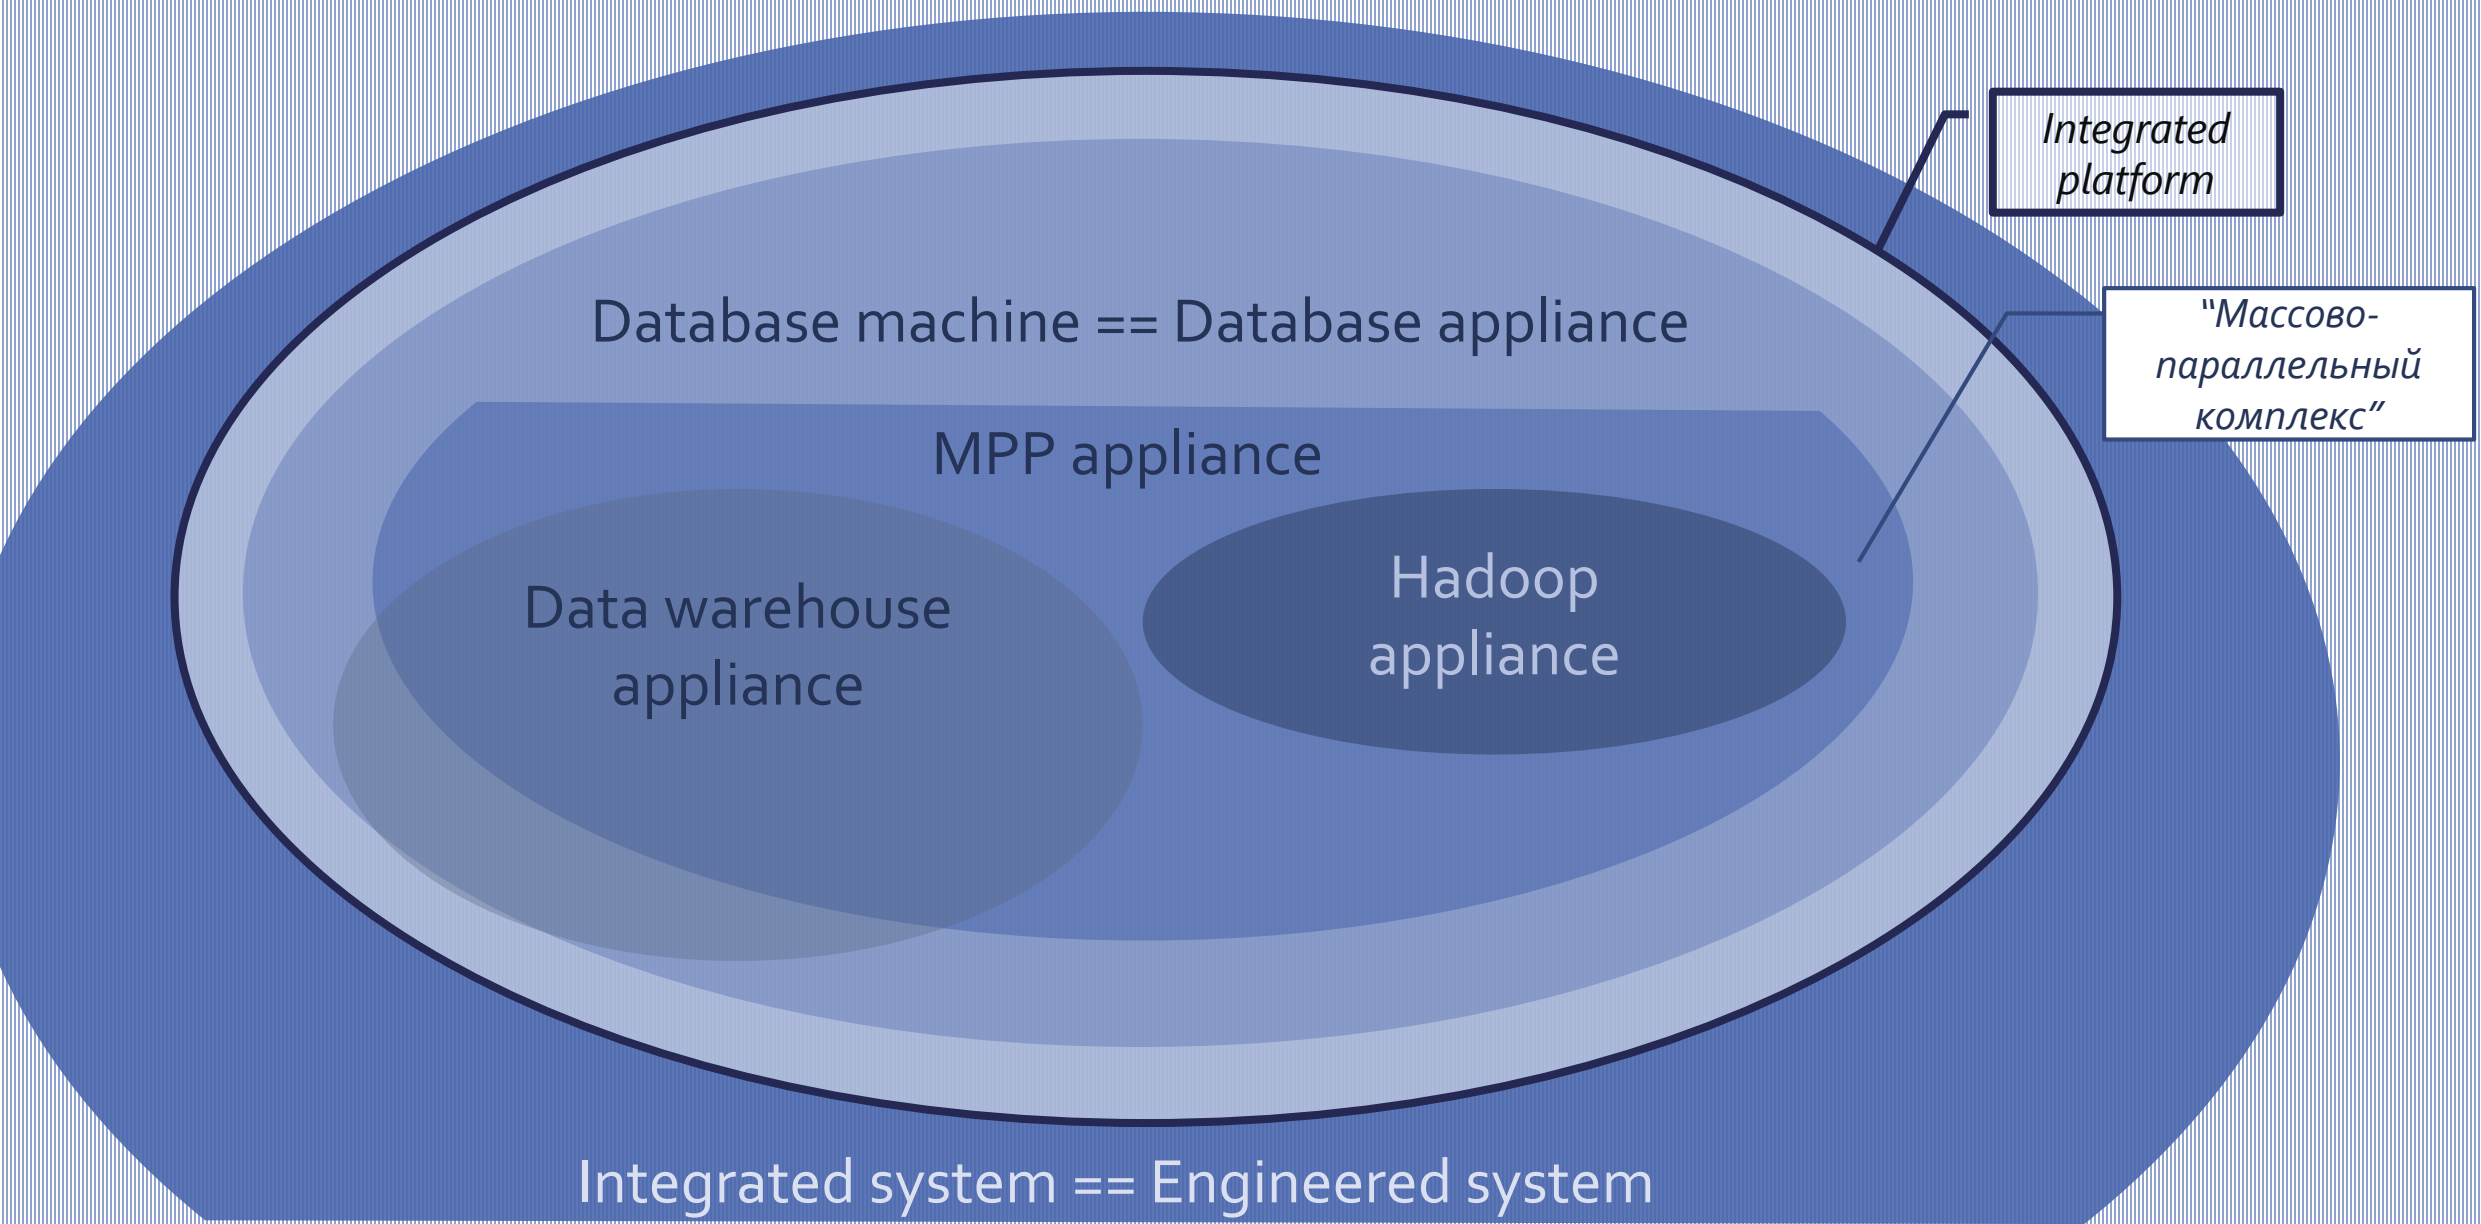 Integrated
platform
Database machine == Database appliance
“Массово-
параллельный
комплекс”
MPP appliance
Data warehouse
appliance
Hadoop
appliance
Integrated system == Engineered system